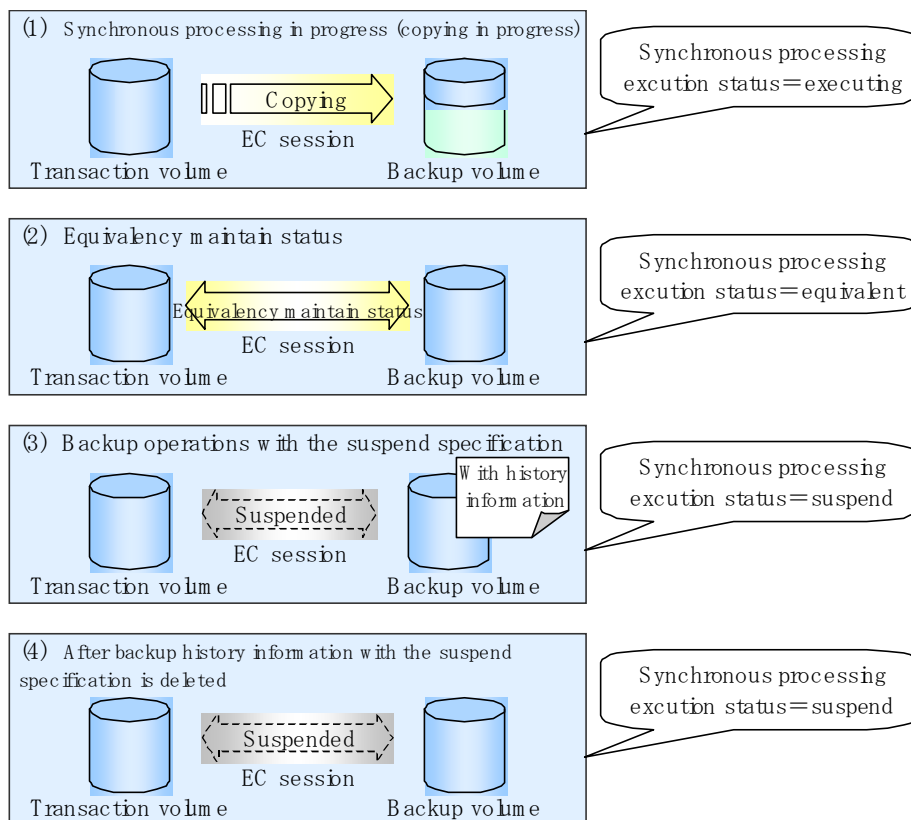 (1) Synchronous processing in progress (copying in progress)
Copying
EC session
Transaction volume
Backup volume
Synchronous processing
excution status=executing
(2) Equivalency maintain status
Equivalency maintain status
EC session
Transaction volume
Backup volume
Synchronous processing
excution status=equivalent
(3) Backup operations with the suspend specification
With history
information
Suspended
EC session
Transaction volume
Backup volume
Synchronous processing
excution status=suspend
(4) After backup history information with the suspend
specification is deleted
Suspended
EC session
Transaction volume
Backup volume
Synchronous processing
excution status=suspend